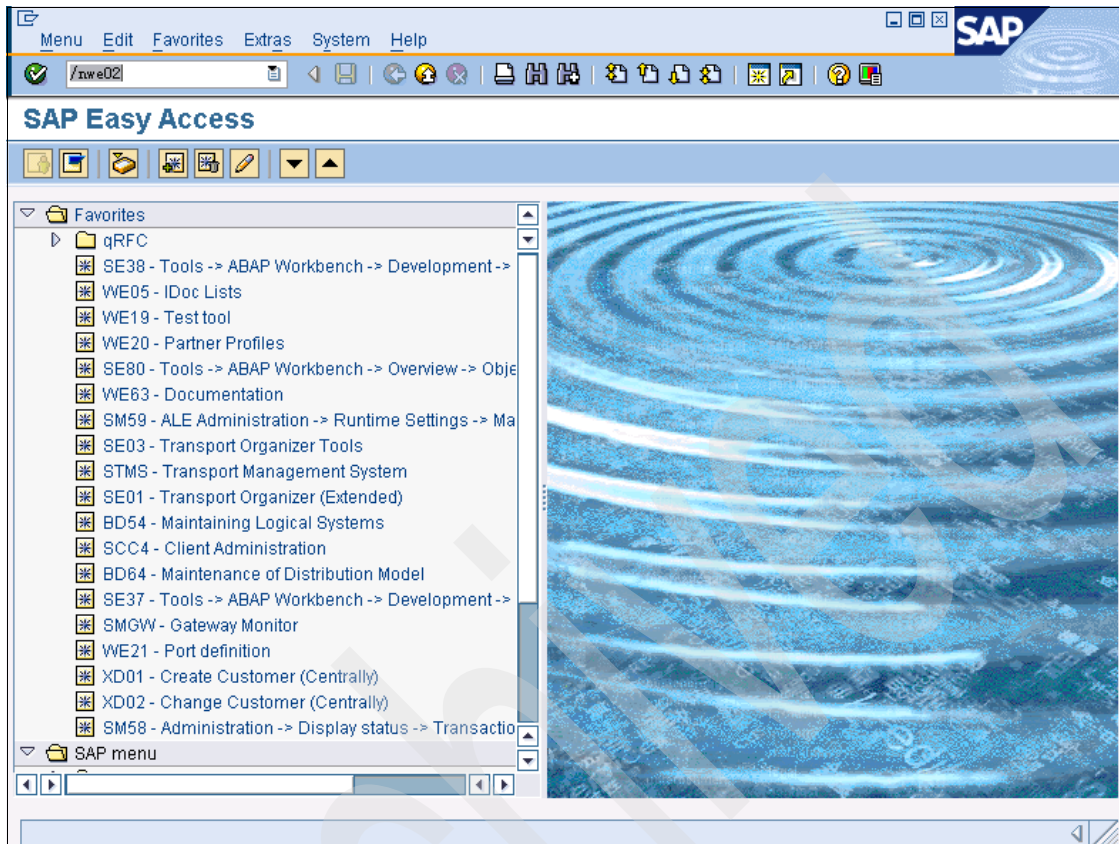 Menu Edit Favorites Extras System Help
SAP
/nwe02
SAP Easy Access
Favorites
qRFC
SE38 - Tools -> ABAP Workbench -> Development ->
WE05 - IDoc Lists
WE19 - Test tool
WE20 - Partner Profiles
SE80 - Tools -> ABAP Workbench -> Overview -> Obje
WE63 - Documentation
SM59 - ALE Administration -> Runtime Settings -> Ma
SE03 - Transport Organizer Tools
STMS - Transport Management System
SE01 - Transport Organizer (Extended)
BD54 - Maintaining Logical Systems
SCC4 - Client Administration
BD64 - Maintenance of Distribution Model
SE37 - Tools -> ABAP Workbench -> Development ->
SMGW - Gateway Monitor
WE21 - Port definition
XD01 - Create Customer (Centrally)
XD02 - Change Customer (Centrally)
SM58 - Administration -> Display status -> Transactio
SAP menu